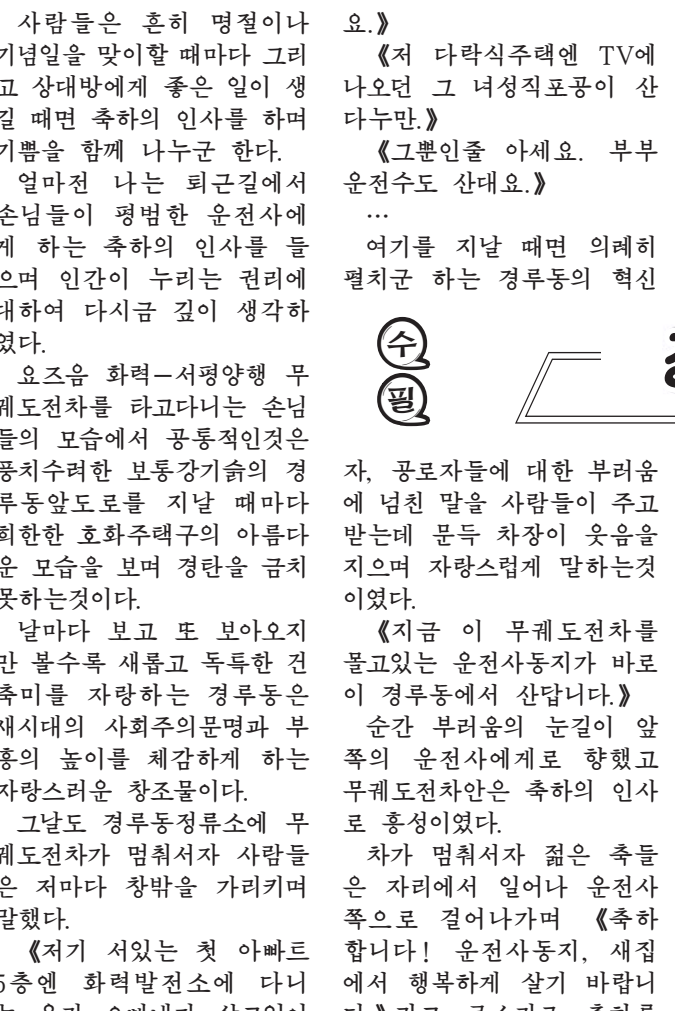 사람들은 흔히 명절이나
기념일을 맞이할 때마다 그리
고 상대방에게 좋은 일이 생
길 때면 축하의 인사를 하며
기쁨을 함께 나누군 한다.
얼마전 나는 퇴근길에서
손님들이 평범한 운전사에
게 하는 축하의 인사를 들
으며 인간이 누리는 권리에
대하여 다시금 깊이 생각하
였다.
요즈음 화력―서평양행 무
궤도전차를 타고다니는 손님
들의 모습에서 공통적인것은
풍치수려한 보통강기슭의 경
루동앞도로를 지날 때마다
희한한 호화주택구의 아름다
운 모습을 보며 경탄을 금치
못하는것이다.
날마다 보고 또 보아오지
만 볼수록 새롭고 독특한 건
축미를 자랑하는 경루동은
새시대의 사회주의문명과 부
흥의 높이를 체감하게 하는
자랑스러운 창조물이다.
그날도 경루동정류소에 무
궤도전차가 멈춰서자 사람들
은 저마다 창밖을 가리키며
말했다.
《저기 서있는 첫 아빠트
5층엔 화력발전소에 다니
요.》
《저 다락식주택엔 TV에
나오던 그 녀성직포공이 산
다누만.》
《그뿐인줄 아세요. 부부
운전수도 산대요.》
…
여기를 지날 때면 의례히
펼치군 하는 경루동의 혁신
수
필
자, 공로자들에 대한 부러움
에 넘친 말을 사람들이 주고
받는데 문득 차장이 웃음을
지으며 자랑스럽게 말하는것
이였다.
《지금 이 무궤도전차를
몰고있는 운전사동지가 바로
이 경루동에서 산답니다.》
순간 부러움의 눈길이 앞
쪽의 운전사에게로 향했고
무궤도전차안은 축하의 인사
로 흥성이였다.
차가 멈춰서자 젊은 축들
은 자리에서 일어나 운전사
쪽으로 걸어나가며 《축하
합니다! 운전사동지, 새집
에서 행복하게 살기 바랍니